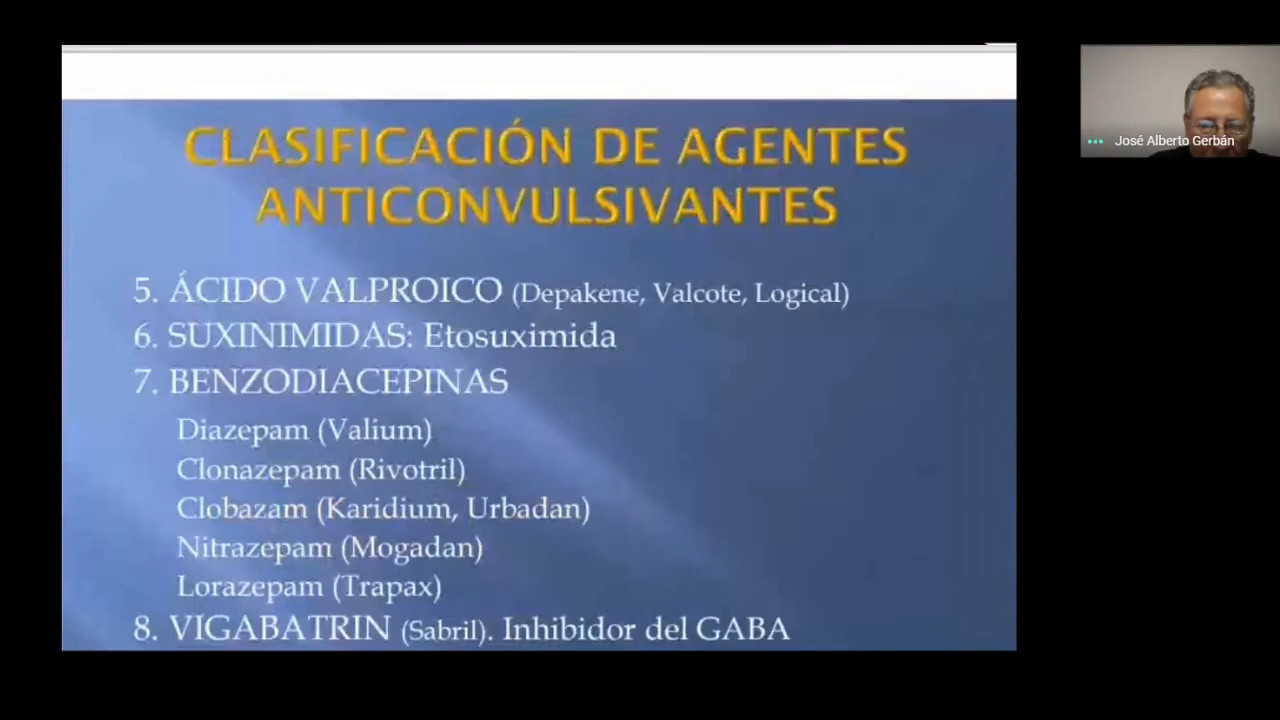 CLASIFICACIÓN DE AGENTES
ANTICONVULSIVANTES
5. ÁCIDO VALPROICO (Depakene, Valcote, Logical)
6. SUXINIMIDAS: Etosuximida
7. BENZODIACEPINAS
Diazepam (Valium)
Clonazepam (Rivotril)
Clobazam (Karidium, Urbadan)
Nitrazepam (Mogadan)
Lorazepam (Trapax)
8. VIGABATRIN (Sabril). Inhibidor del GABA
José Alberto Gerbán